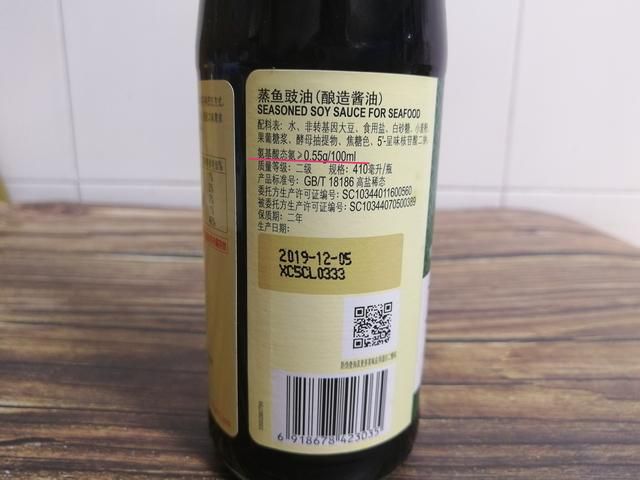 蒸鱼豉油(酿造酱油)
SEASONED SOY SAUCE FOR SEAFOOD
配料表: 水、非转基因大豆、食用盐、白砂糖、小麦粉、
果葡糖浆、酵母抽提物、焦糖色、5'-呈味核苷酸二钠
氨基酸态氮≥0.55g/100ml
质量等级: 二级 规格: 410毫升/瓶
产品标准号: GB/T 18186 高盐稀态
委托方生产许可证编号: SC10344011600560
被委托方生产许可证编号: SC10344070500389
保质期: 二年
生产日期:
2019-12-05
XC5CL0333
6 918678 423035